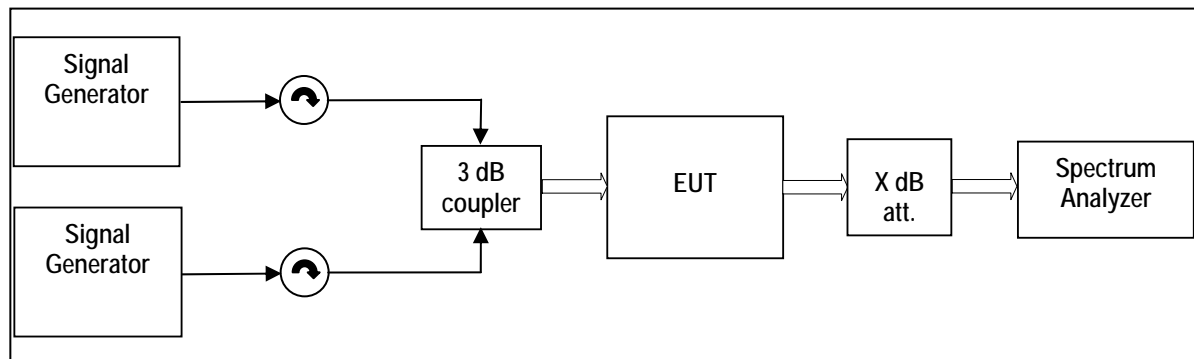 Signal
Generator
3 dB
coupler
EUT
X dB
att.
Spectrum
Analyzer
Signal
Generator